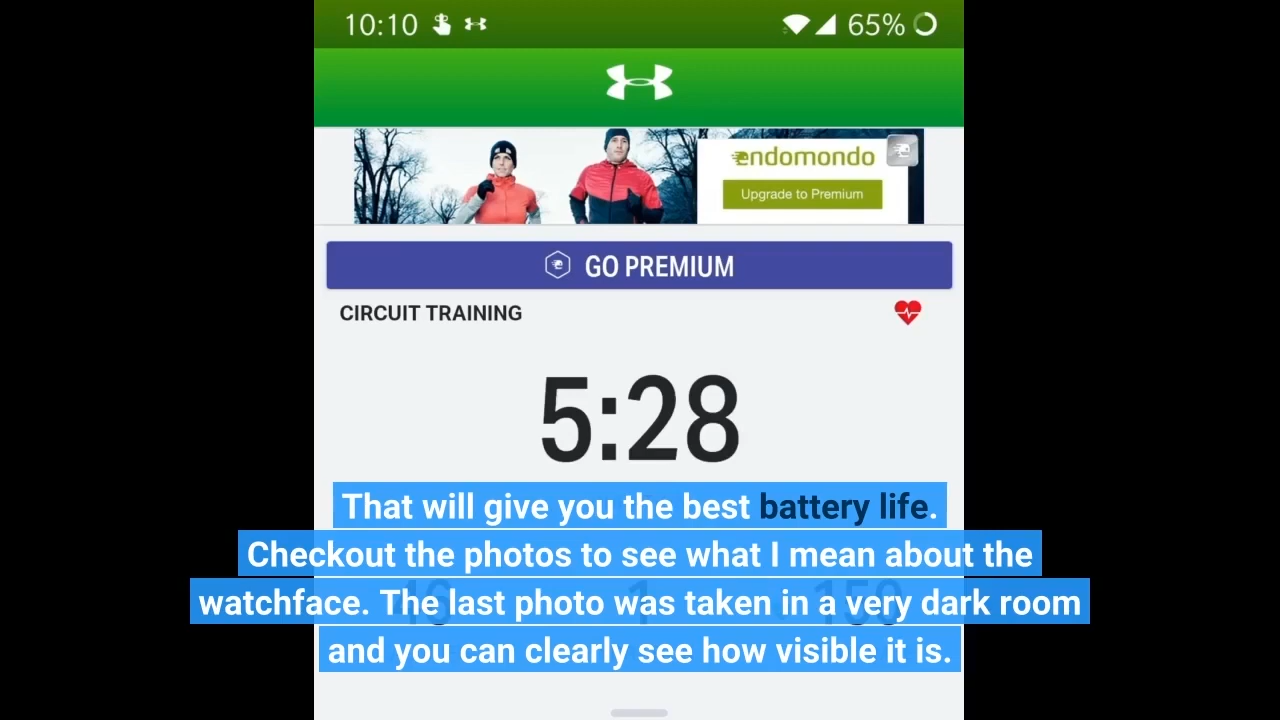 10:10
65%
endomondo
Upgrade to Premium
GO PREMIUM
CIRCUIT TRAINING
5:28
That will give you the best battery life.
Checkout the photos to see what I mean about the
watchface. The last photo was taken in a very dark room
and you can clearly see how visible it is.